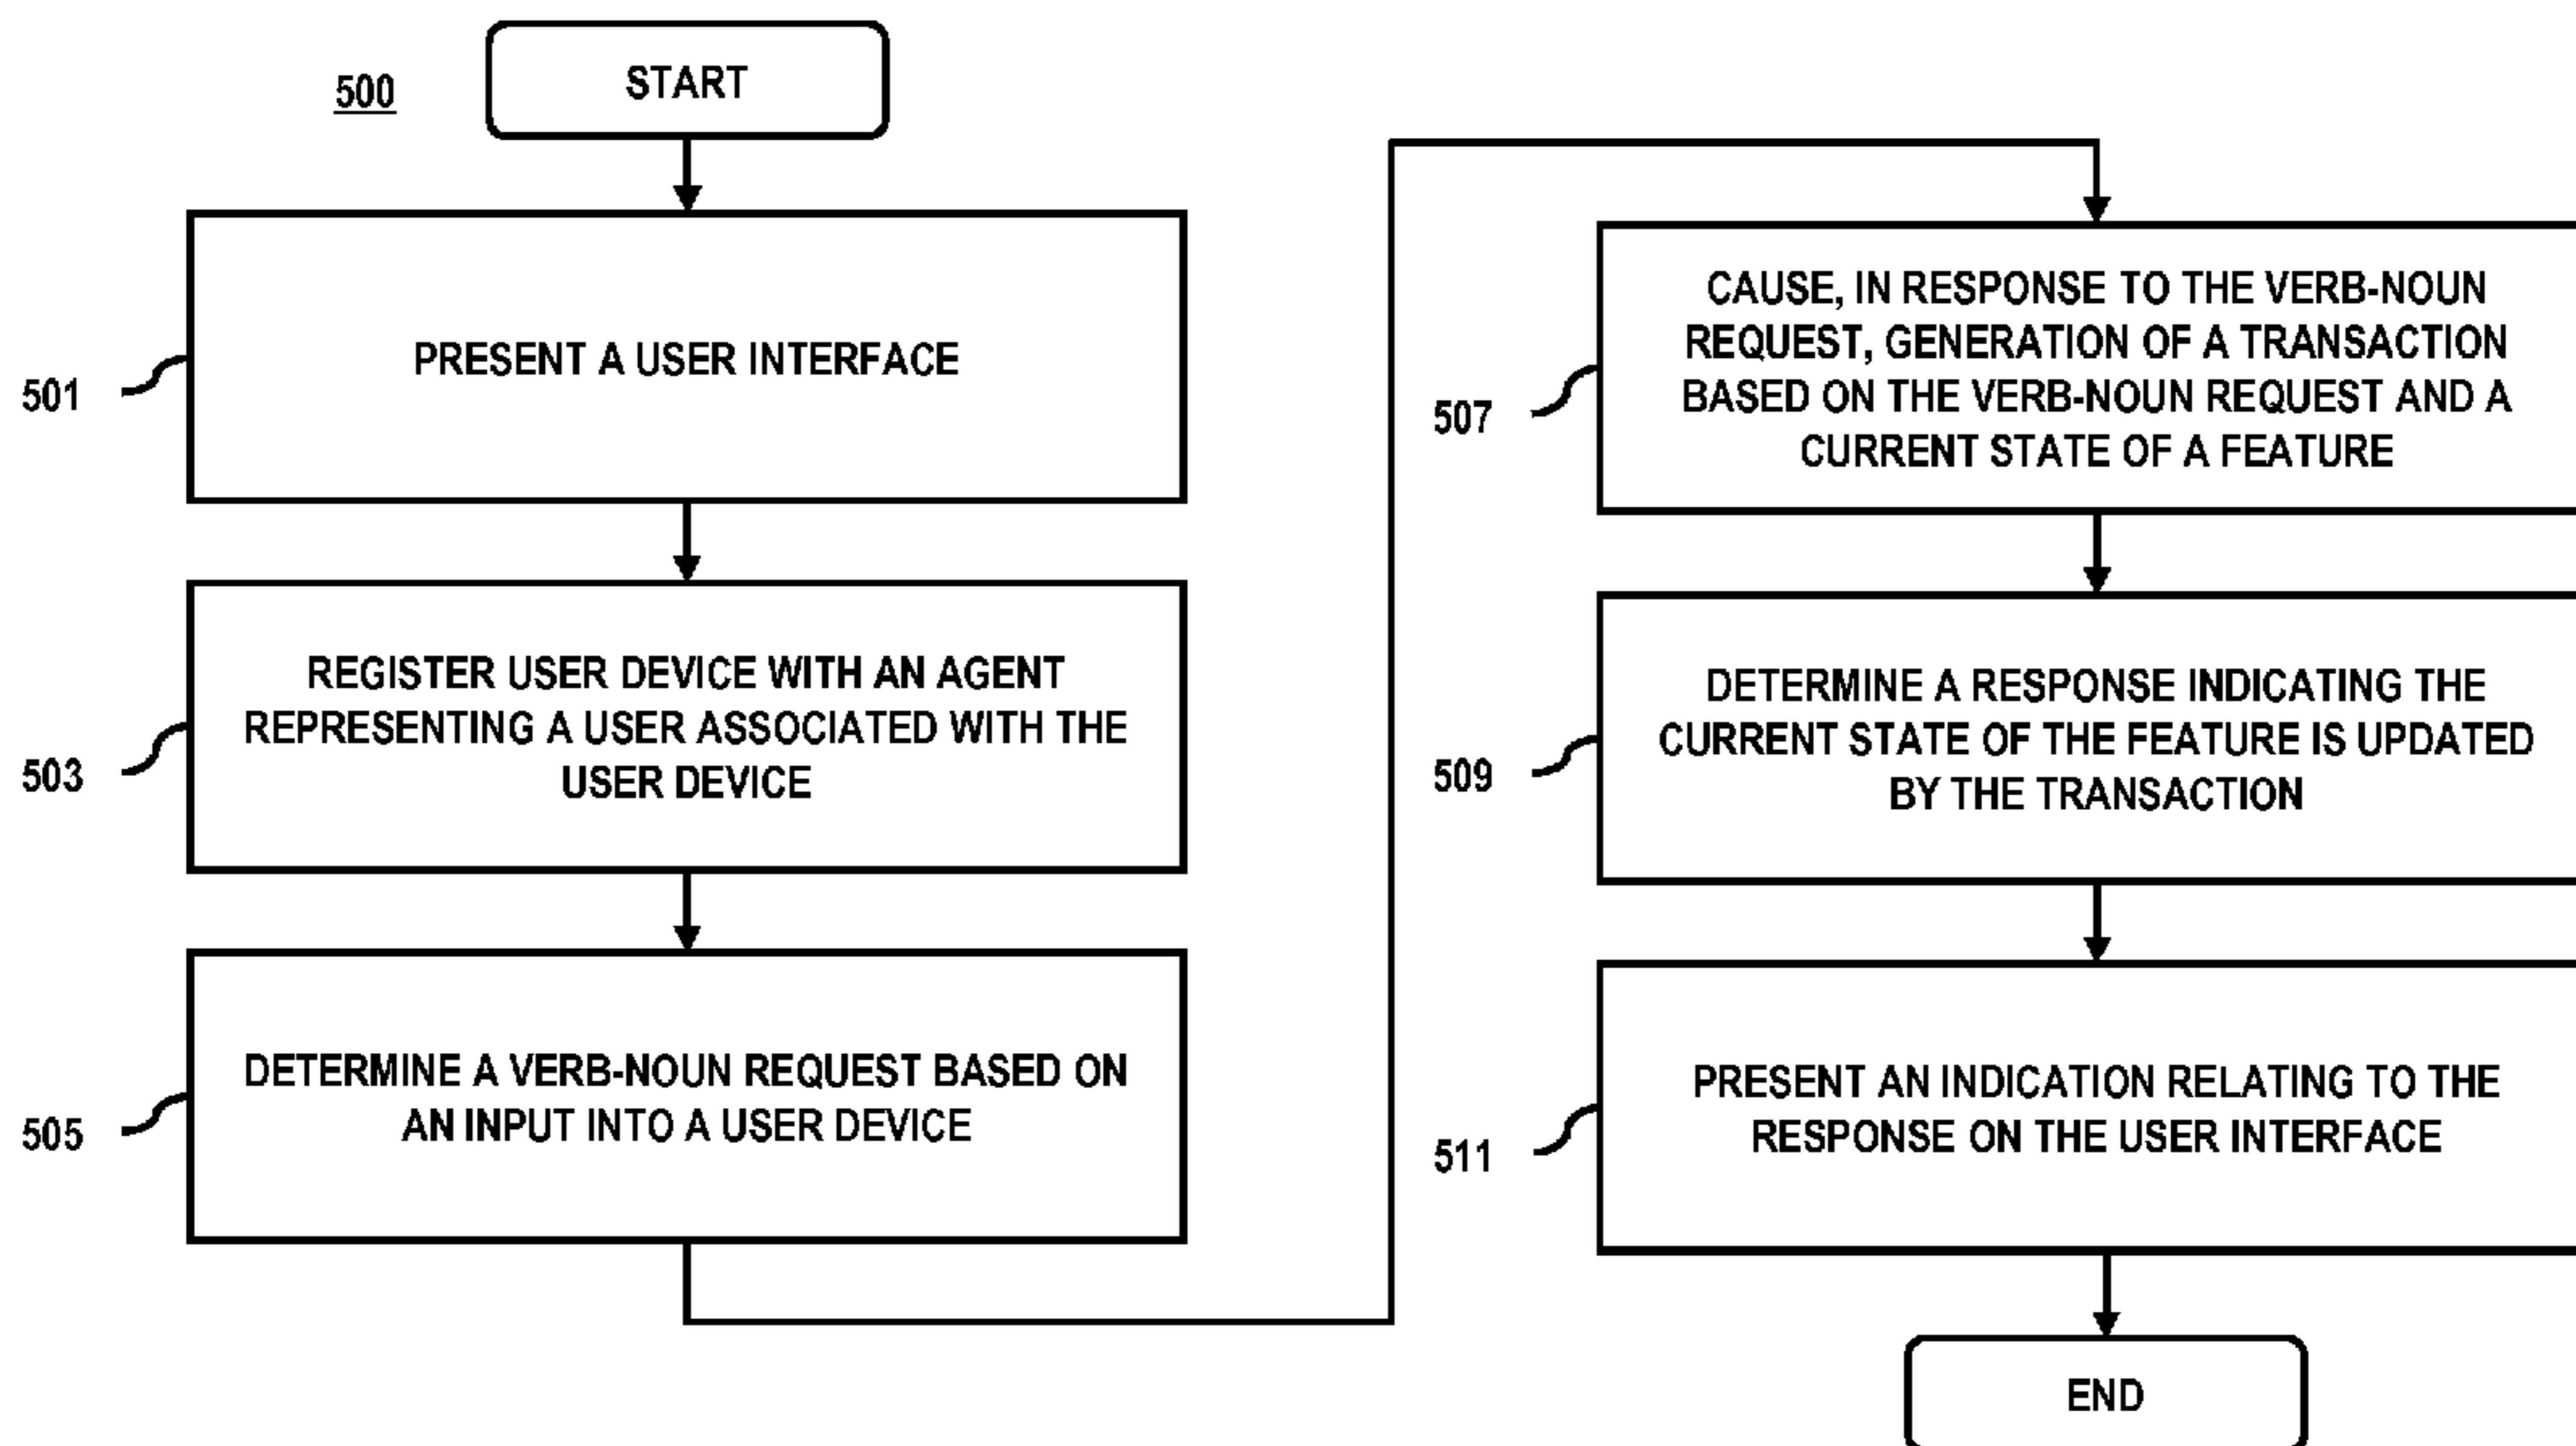 500
START
501
PRESENT A USER INTERFACE
503
REGISTER USER DEVICE WITH AN AGENT
REPRESENTING A USER ASSOCIATED WITH THE
USER DEVICE
505
DETERMINE A VERB-NOUN REQUEST BASED ON
AN INPUT INTO A USER DEVICE
507
CAUSE, IN RESPONSE TO THE VERB-NOUN
REQUEST, GENERATION OF A TRANSACTION
BASED ON THE VERB-NOUN REQUEST AND A
CURRENT STATE OF A FEATURE
509
DETERMINE A RESPONSE INDICATING THE
CURRENT STATE OF THE FEATURE IS UPDATED
BY THE TRANSACTION
511
PRESENT AN INDICATION RELATING TO THE
RESPONSE ON THE USER INTERFACE
END